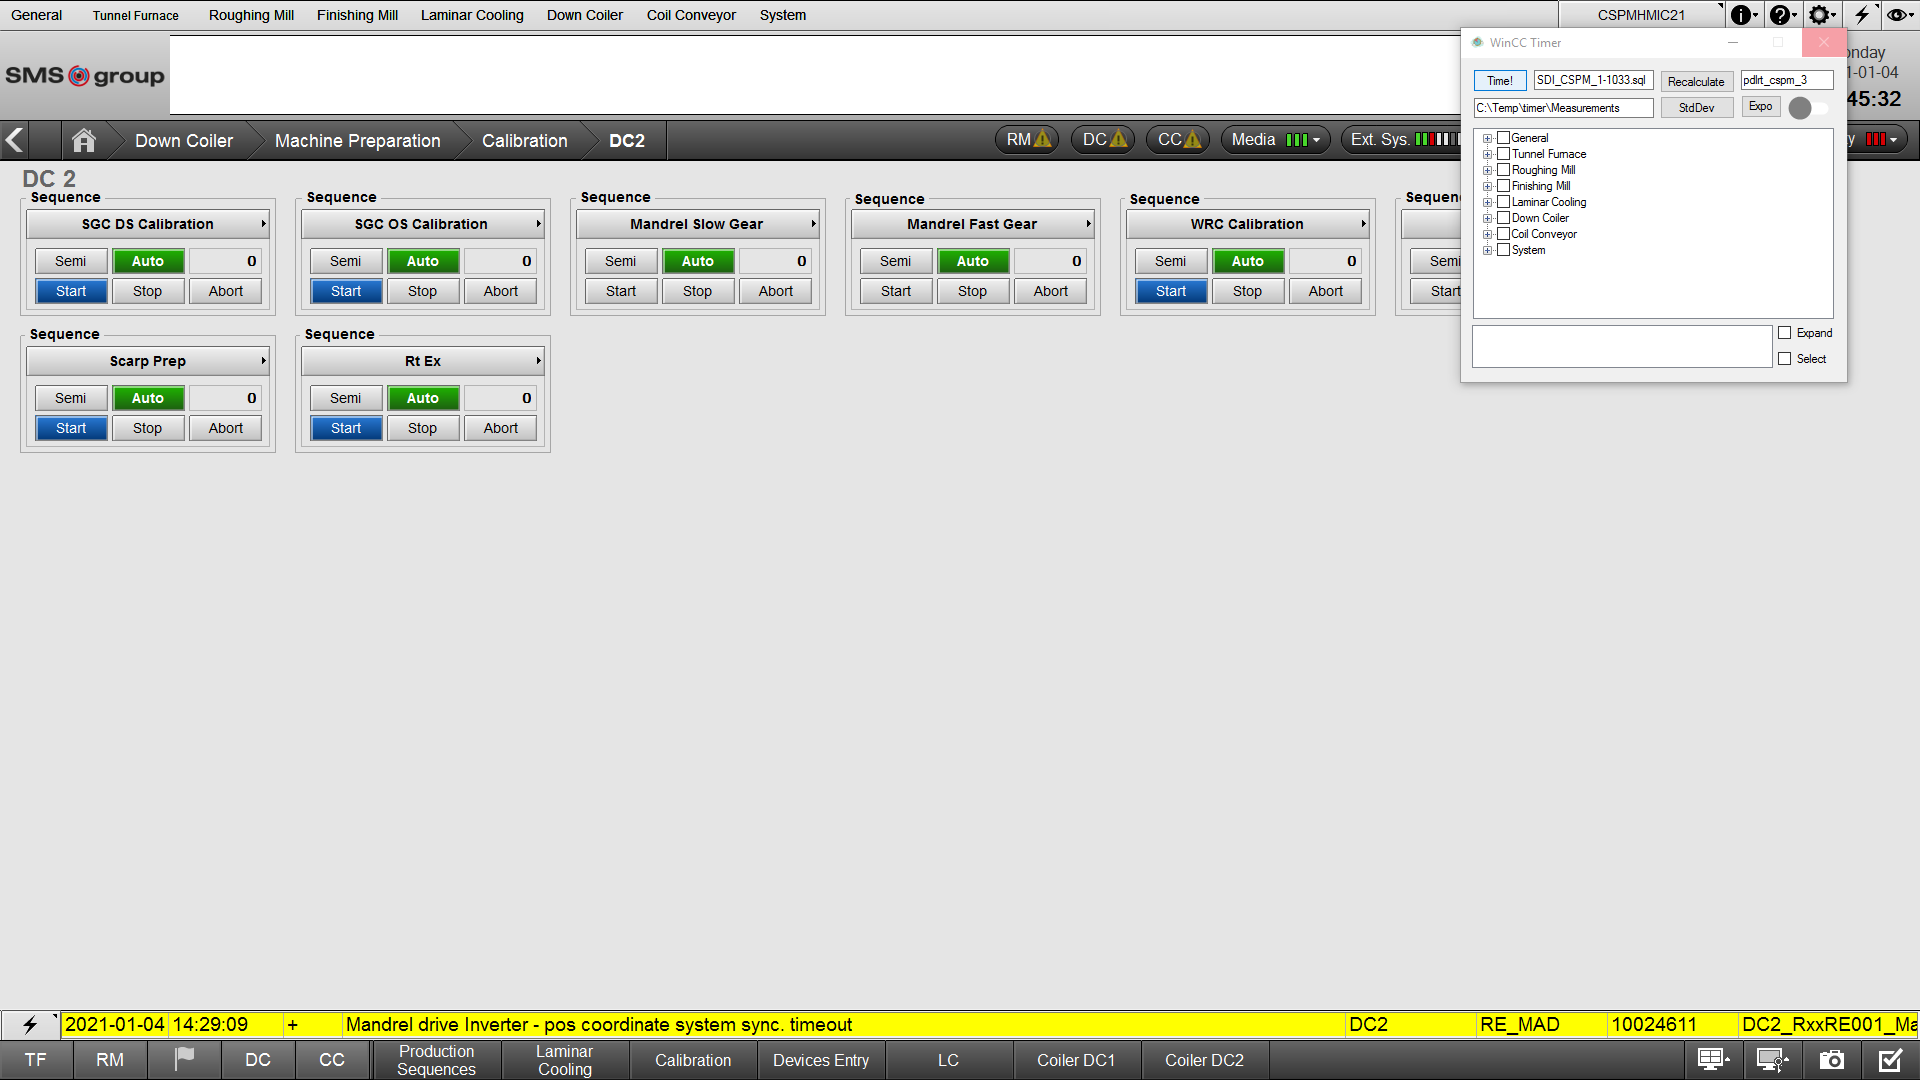 General Tunnel Furnace Roughing Mill Finishing Mill Laminar Cooling Down Coiler Coil Conveyor System CSPMHMIC21
SMS group
WinCC Timer
Time! SDI_CSPM_1-1033.sql Recalculate pdlrt_cspm_3
C:\Temp\timer\Measurements StdDev Expo
onday
1-01-04
45:32
Down Coiler Machine Preparation Calibration DC2 RM DC CC Media Ext. Sys. y
General
Tunnel Furnace
Roughing Mill
Finishing Mill
Laminar Cooling
Down Coiler
Coil Conveyor
System
Expand
Select
DC 2
Sequence Sequence Sequence Sequence Sequence Sequen
SGC DS Calibration SGC OS Calibration Mandrel Slow Gear Mandrel Fast Gear WRC Calibration
Semi Auto 0 Semi Auto 0 Semi Auto 0 Semi Auto 0 Semi Auto 0 Semi
Start Stop Abort Start Stop Abort Start Stop Abort Start Stop Abort Start Stop Abort Start
Sequence Sequence
Scarp Prep Rt Ex
Semi Auto 0 Semi Auto 0
Start Stop Abort Start Stop Abort
2021-01-04 14:29:09 + Mandrel drive Inverter - pos coordinate system sync. timeout DC2 RE_MAD 10024611 DC2_RxxRE001_Ma
TF RM DC CC Production Sequences Laminar Cooling Calibration Devices Entry LC Coiler DC1 Coiler DC2